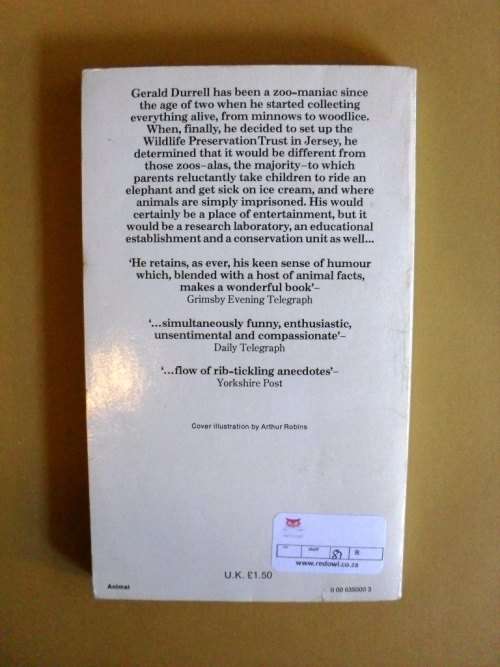 Gerald Durrell has been a zoo-maniac since
the age of two when he started collecting
everything alive, from minnows to woodlice.
When, finally, he decided to set up the
Wildlife Preservation Trust in Jersey, he
determined that it would be different from
those zoos–alas, the majority–to which
parents reluctantly take children to ride an
elephant and get sick on ice cream, and where
animals are simply imprisoned. His would
certainly be a place of entertainment, but it
would be a research laboratory, an educational
establishment and a conservation unit as well...
‘He retains, as ever, his keen sense of humour
which, blended with a host of animal facts,
makes a wonderful book’–
Grimsby Evening Telegraph
‘...simultaneously funny, enthusiastic,
unsentimental and compassionate’–
Daily Telegraph
‘...flow of rib-tickling anecdotes’–
Yorkshire Post
Cover illustration by Arthur Robins
R
www.redowl.co.za
U.K. £1.50
Animal
0 00 635000 3